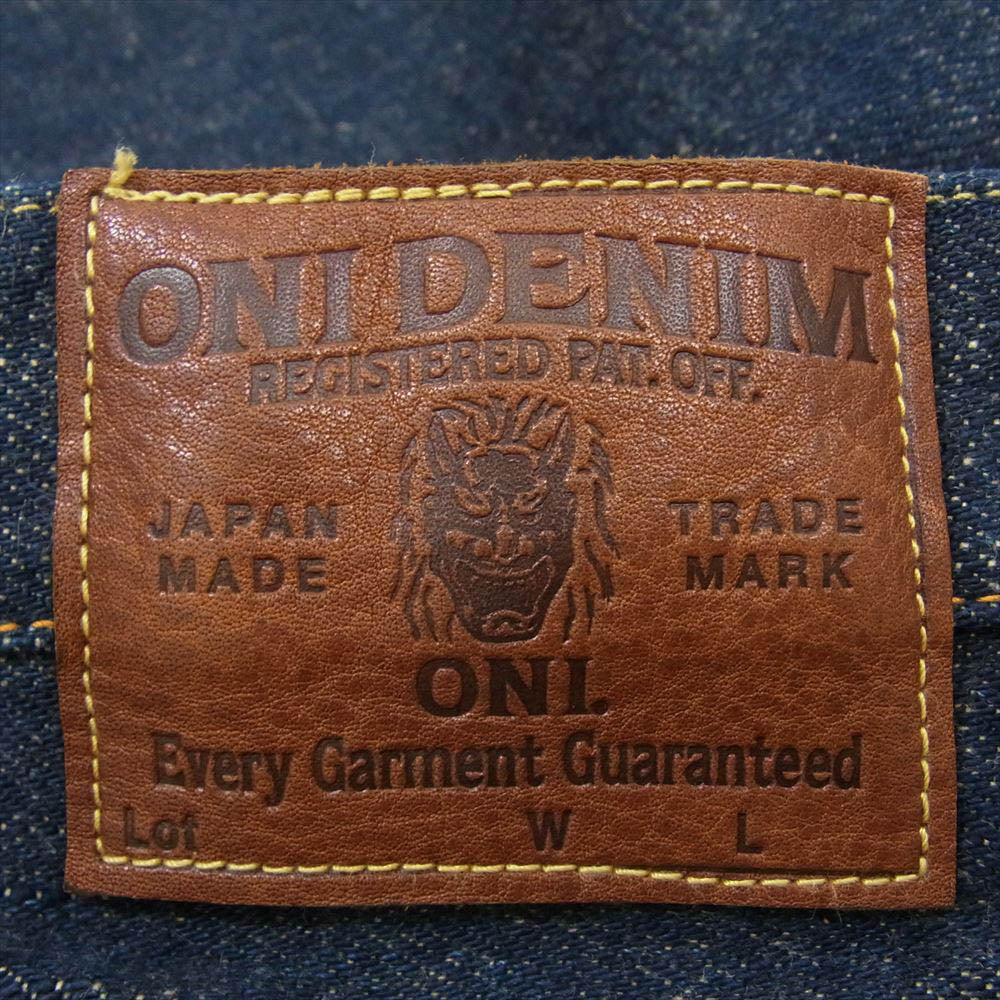 ONI DENIM
REGISTERED PAT. OFF.
JAPAN
MADE
TRADE
MARK
ONI.
Every Garment Guaranteed
Lot W L